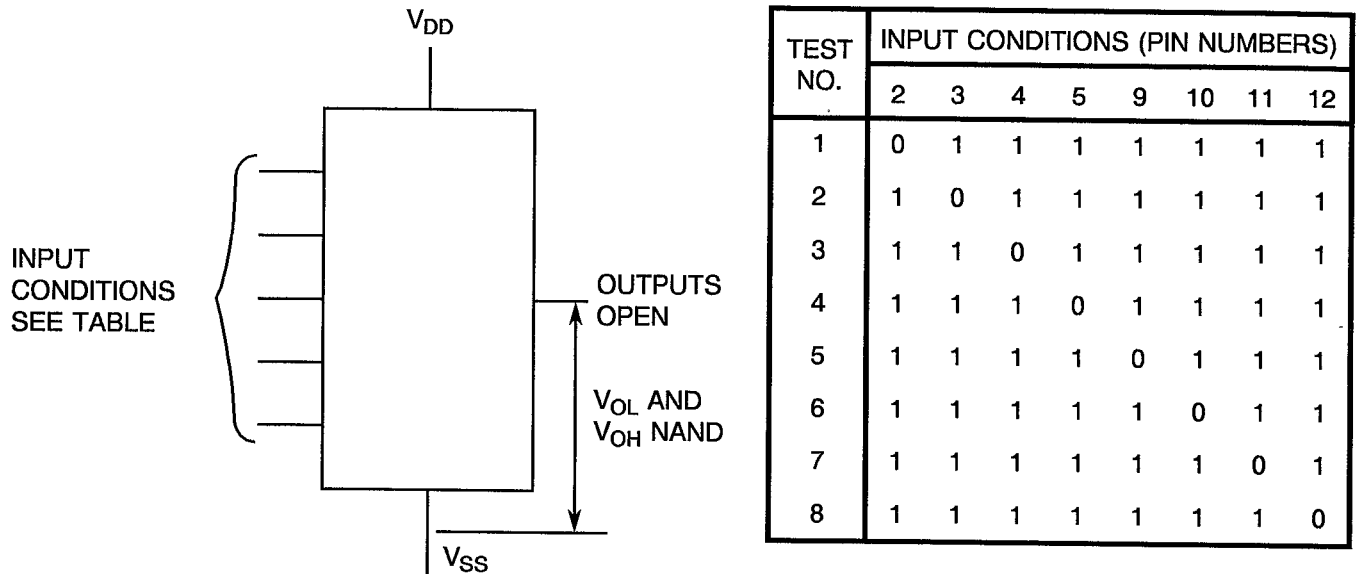 V_DD
INPUT
CONDITIONS
SEE TABLE
OUTPUTS
OPEN
V_OL AND
V_OH NAND
V_SS
TEST NO. INPUT CONDITIONS (PIN NUMBERS)
2 3 4 5 9 10 11 12
1 0 1 1 1 1 1 1 1
2 1 0 1 1 1 1 1 1
3 1 1 0 1 1 1 1 1
4 1 1 1 0 1 1 1 1
5 1 1 1 1 0 1 1 1
6 1 1 1 1 1 0 1 1
7 1 1 1 1 1 1 0 1
8 1 1 1 1 1 1 1 0